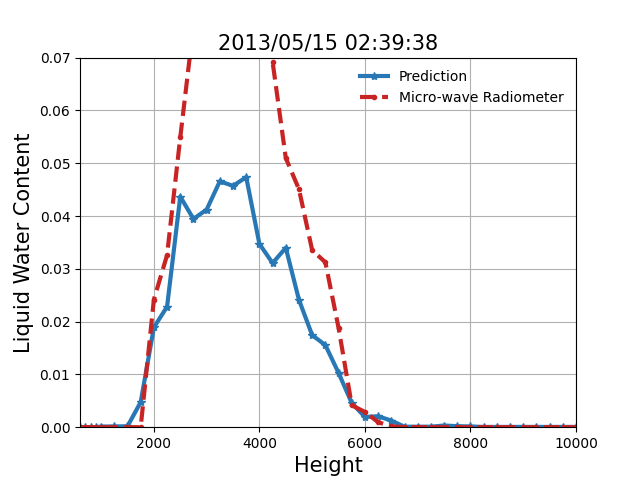 2013/05/15 02:39:38
Prediction
Micro-wave Radiometer
Liquid Water Content
0.07
0.06
0.05
0.04
0.03
0.02
0.01
0.00
2000 4000 6000 8000 10000
Height